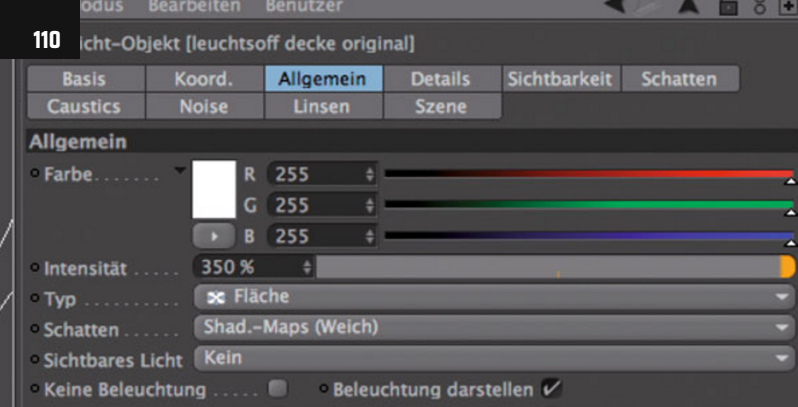 odus Bearbeiten Benutzer
110
icht-Objekt [leuchtsoff decke original]
Basis Koord. Allgemein Details Sichtbarkeit Schatten
Caustics Noise Linsen Szene
Allgemein
Farbe....... R 255
G 255
B 255
Intensität ..... 350 %
Typ .......... Fläche
Schatten...... Shad.-Maps (Weich)
Sichtbares Licht Kein
Keine Beleuchtung ..... Beleuchtung darstellen